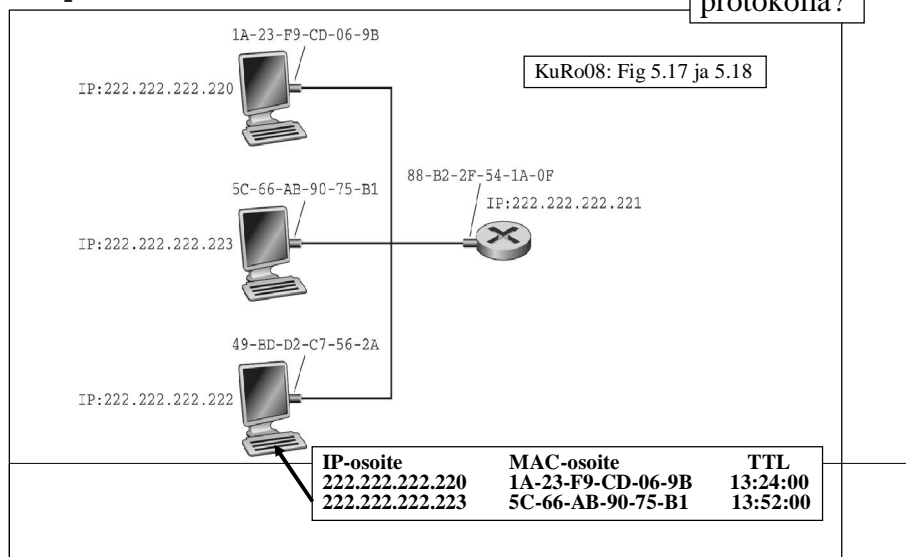 protokolla?
1A-23-F9-CD-06-9B
KuRo08: Fig 5.17 ja 5.18
IP:222.222.222.220
88-B2-2F-54-1A-0F
5C-66-AB-90-75-B1
IP:222.222.222.221
IP:222.222.222.223
49-BD-D2-C7-56-2A
IP:222.222.222.222
IP-osoite MAC-osoite TTL
222.222.222.220 1A-23-F9-CD-06-9B 13:24:00
222.222.222.223 5C-66-AB-90-75-B1 13:52:00